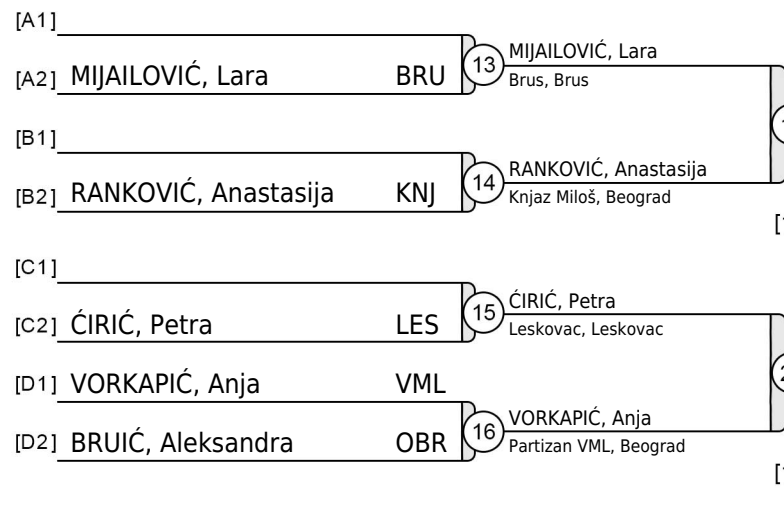 [A1]
[A2] MIJAILOVIĆ, Lara BRU
13
MIJAILOVIĆ, Lara
Brus, Brus
[B1]
[B2] RANKOVIĆ, Anastasija KNJ
14
RANKOVIĆ, Anastasija
Knjaz Miloš, Beograd
[C1]
[C2] ĆIRIĆ, Petra LES
15
ĆIRIĆ, Petra
Leskovac, Leskovac
[D1] VORKAPIĆ, Anja VML
[D2] BRUIĆ, Aleksandra OBR
16
VORKAPIĆ, Anja
Partizan VML, Beograd